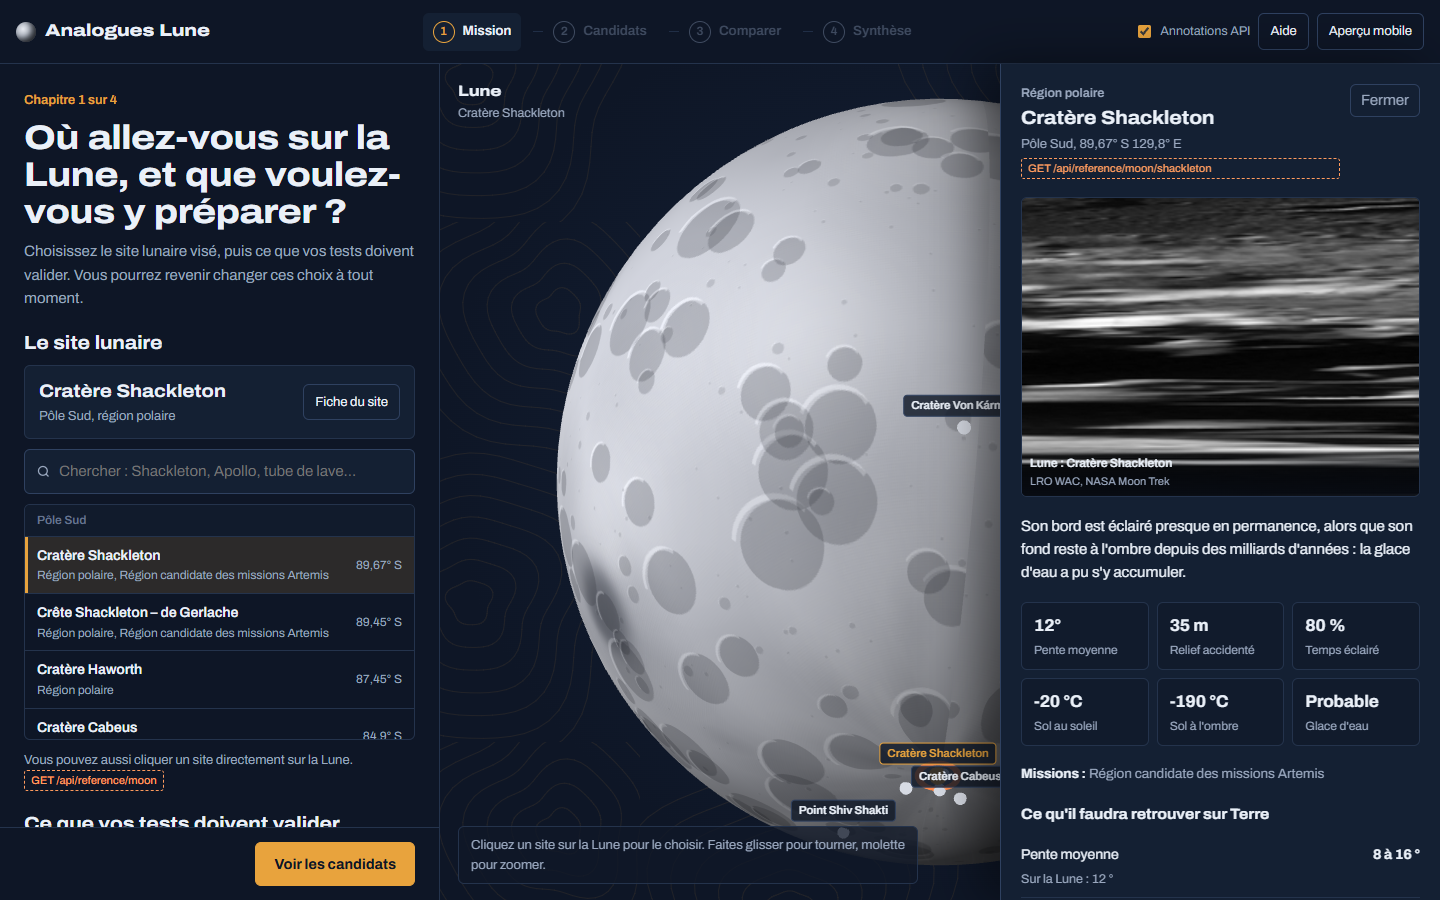 Analogues Lune
1 Mission
2 Candidats
3 Comparer
4 Synthèse
Annotations API
Aide
Aperçu mobile
Chapitre 1 sur 4
Où allez-vous sur la
Lune, et que voulez-
vous y préparer ?
Choisissez le site lunaire visé, puis ce que vos tests doivent
valider. Vous pourrez revenir changer ces choix à tout
moment.
Le site lunaire
Cratère Shackleton
Pôle Sud, région polaire
Fiche du site
Chercher : Shackleton, Apollo, tube de lave...
Pôle Sud
Cratère Shackleton
Région polaire, Région candidate des missions Artemis
89,67° S
Crête Shackleton – de Gerlache
Région polaire, Région candidate des missions Artemis
89,45° S
Cratère Haworth
Région polaire
87,45° S
Cratère Cabeus
84,9° S
Vous pouvez aussi cliquer un site directement sur la Lune.
GET /api/reference/moon
Ce que vos tests doivent valider
Voir les candidats
Lune
Cratère Shackleton
Cratère Von Kárm
Cratère Shackleton
Cratère Cabeus
Point Shiv Shakti
Cliquez un site sur la Lune pour le choisir. Faites glisser pour tourner, molette
pour zoomer.
Région polaire
Cratère Shackleton
Pôle Sud, 89,67° S 129,8° E
GET /api/reference/moon/shackleton
Fermer
Lune : Cratère Shackleton
LRO WAC, NASA Moon Trek
Son bord est éclairé presque en permanence, alors que son
fond reste à l'ombre depuis des milliards d'années : la glace
d'eau a pu s'y accumuler.
12°
Pente moyenne
35 m
Relief accidenté
80 %
Temps éclairé
-20 °C
Sol au soleil
-190 °C
Sol à l'ombre
Probable
Glace d'eau
Missions : Région candidate des missions Artemis
Ce qu'il faudra retrouver sur Terre
Pente moyenne
8 à 16 °
Sur la Lune : 12 °